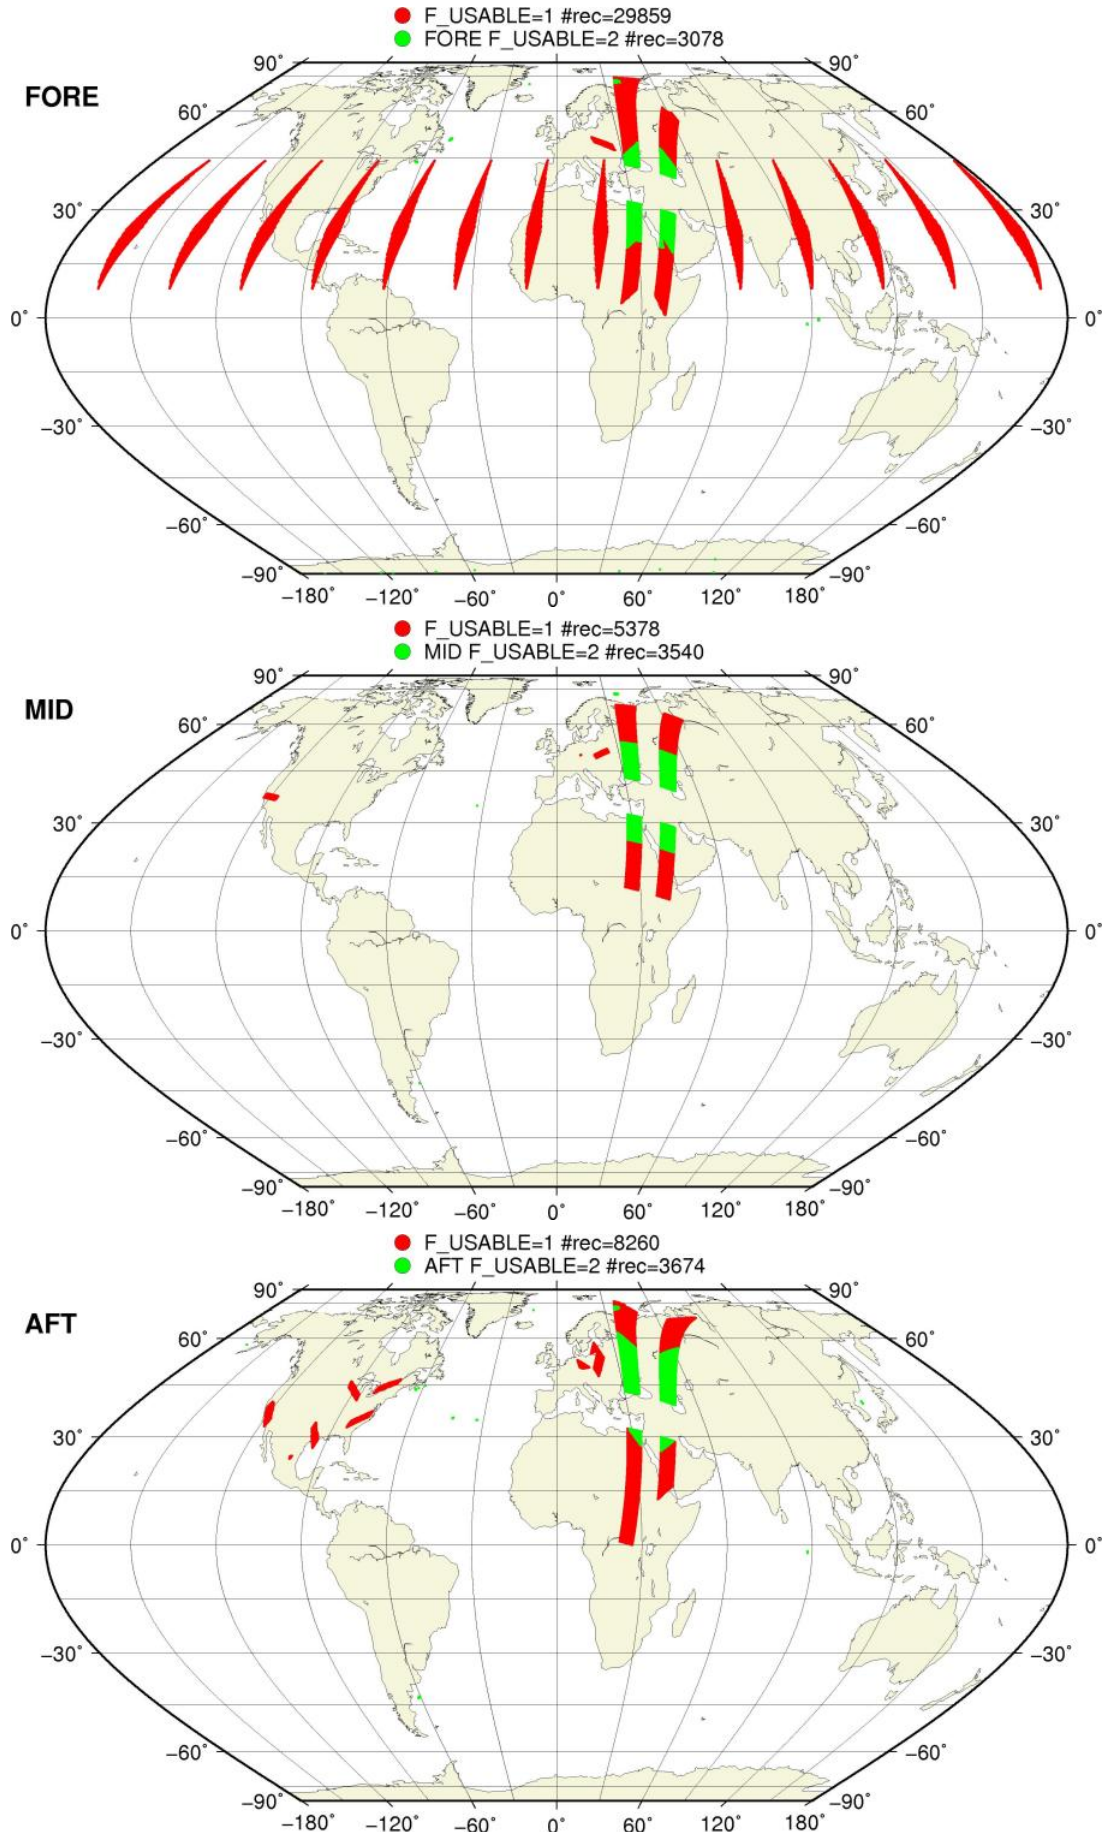 F_USABLE=1 #rec=29859
FORE F_USABLE=2 #rec=3078
FORE
90° 90°
60° 60°
30° 30°
0° 0°
−30° −30°
−60° −60°
−90° −90°
−180° −120° −60° 0° 60° 120° 180°
F_USABLE=1 #rec=5378
MID F_USABLE=2 #rec=3540
MID
90° 90°
60° 60°
30° 30°
0° 0°
−30° −30°
−60° −60°
−90° −90°
−180° −120° −60° 0° 60° 120° 180°
F_USABLE=1 #rec=8260
AFT F_USABLE=2 #rec=3674
AFT
90° 90°
60° 60°
30° 30°
0° 0°
−30° −30°
−60° −60°
−90° −90°
−180° −120° −60° 0° 60° 120° 180°